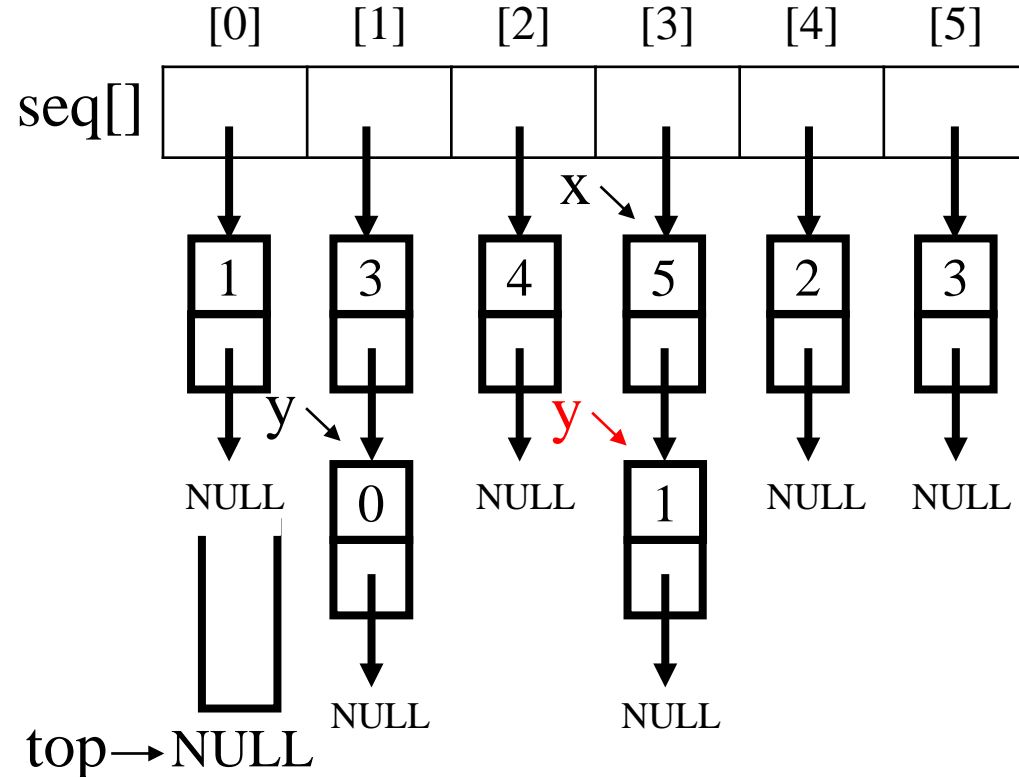 [0] [1] [2] [3] [4] [5]
seq[]
x
1 3 4 5 2 3
y y
NULL NULL NULL NULL
0 1
NULL NULL
top NULL